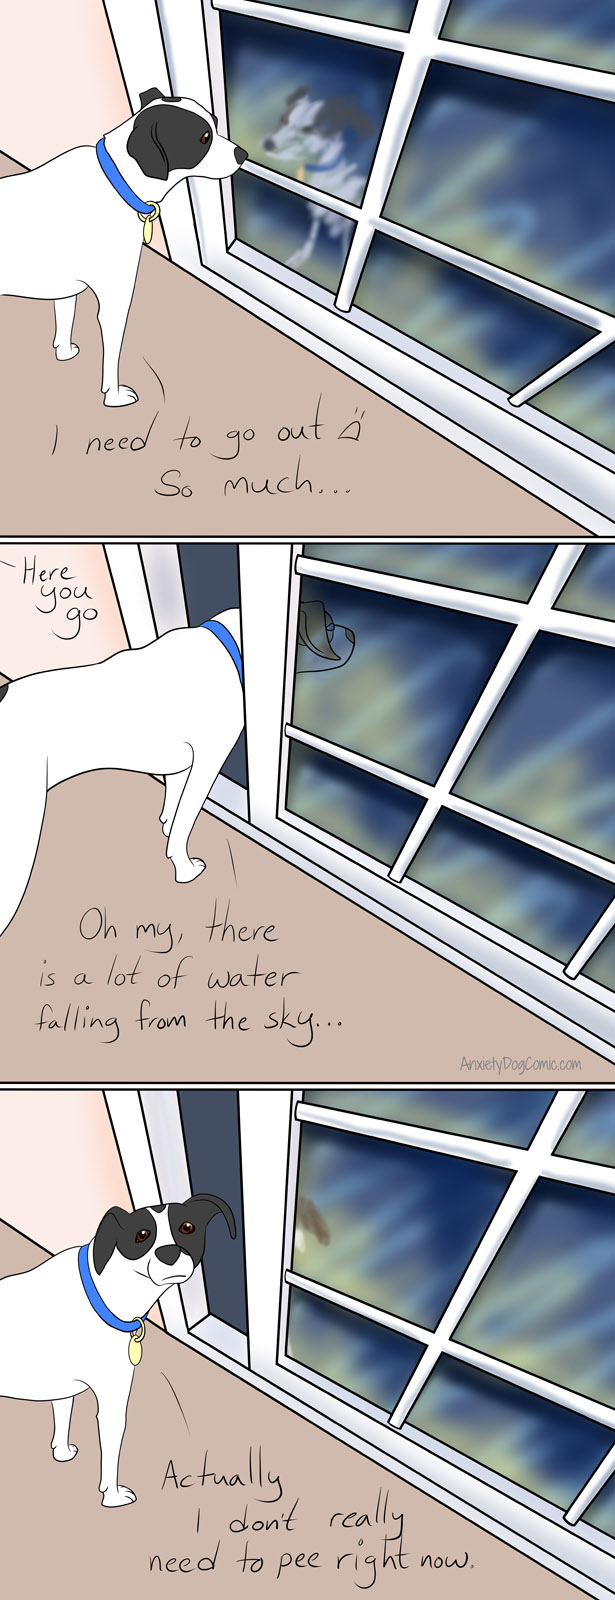 I need to go out
So much...
Here
you
go
Oh my, there
is a lot of water
falling from the sky...
AnxietyDogComic.com
Actually
I don't really
need to pee right now.